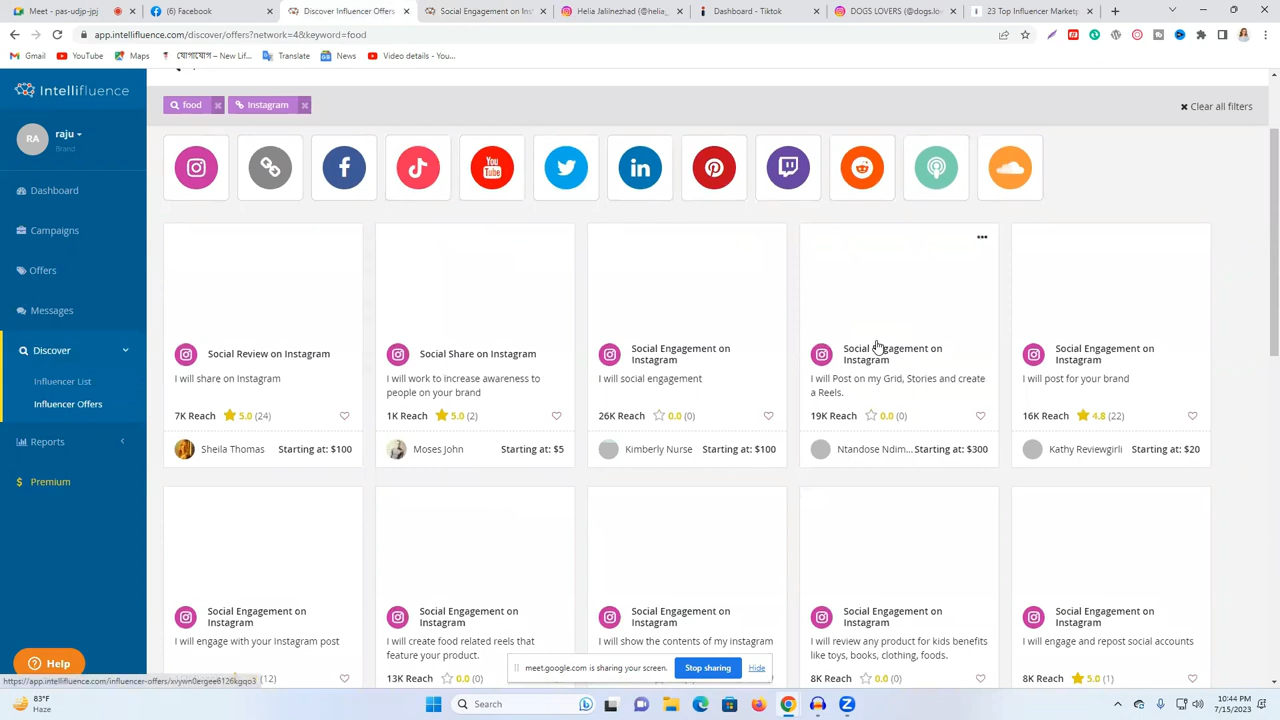 Facebook
Discover Influencer Offers
Social Engagement on Inst
Helia Jalilnezhad (@helia_
Dashboard - Tiktok
DOGS LOVERS (@dogs.lo
23 Top Influencer Marketp
app.intellifluence.com/discover/offers?network=4&keyword=food
Gmail
YouTube
Maps
যোগাযোগ – New Lif...
Translate
News
Video details - You...
Intellifluence
food
Instagram
Clear all filters
RA
raju
Brand
Dashboard
Campaigns
Offers
Messages
Discover
Influencer List
Influencer Offers
Reports
Premium
Help
Social Review on Instagram
I will share on Instagram
7K Reach 5.0 (24)
Sheila Thomas Starting at: $100
Social Share on Instagram
I will work to increase awareness to
people on your brand
1K Reach 5.0 (2)
Moses John Starting at: $5
Social Engagement on
Instagram
I will social engagement
26K Reach 0.0 (0)
Kimberly Nurse Starting at: $100
Social Engagement on
Instagram
I will Post on my Grid, Stories and create
a Reels.
19K Reach 0.0 (0)
Ntandose Ndim... Starting at: $300
Social Engagement on
Instagram
I will post for your brand
16K Reach 4.8 (22)
Kathy Reviewgirli Starting at: $20
Social Engagement on
Instagram
I will engage with your Instagram post
(12)
Social Engagement on
Instagram
I will create food related reels that
feature your product.
13K Reach 0.0 (0)
Social Engagement on
Instagram
I will show the contents of my instagram
Social Engagement on
Instagram
I will review any product for kids benefits
like toys, books, clothing, foods.
8K Reach 0.0 (0)
Social Engagement on
Instagram
I will engage and repost social accounts
8K Reach 5.0 (1)
meet.google.com is sharing your screen.
Stop sharing
Hide
https://app.intellifluence.com/influencer-offers/xvywn0ergee6126kgqp3
83°F
Haze
Search
10:44 PM
7/15/2023